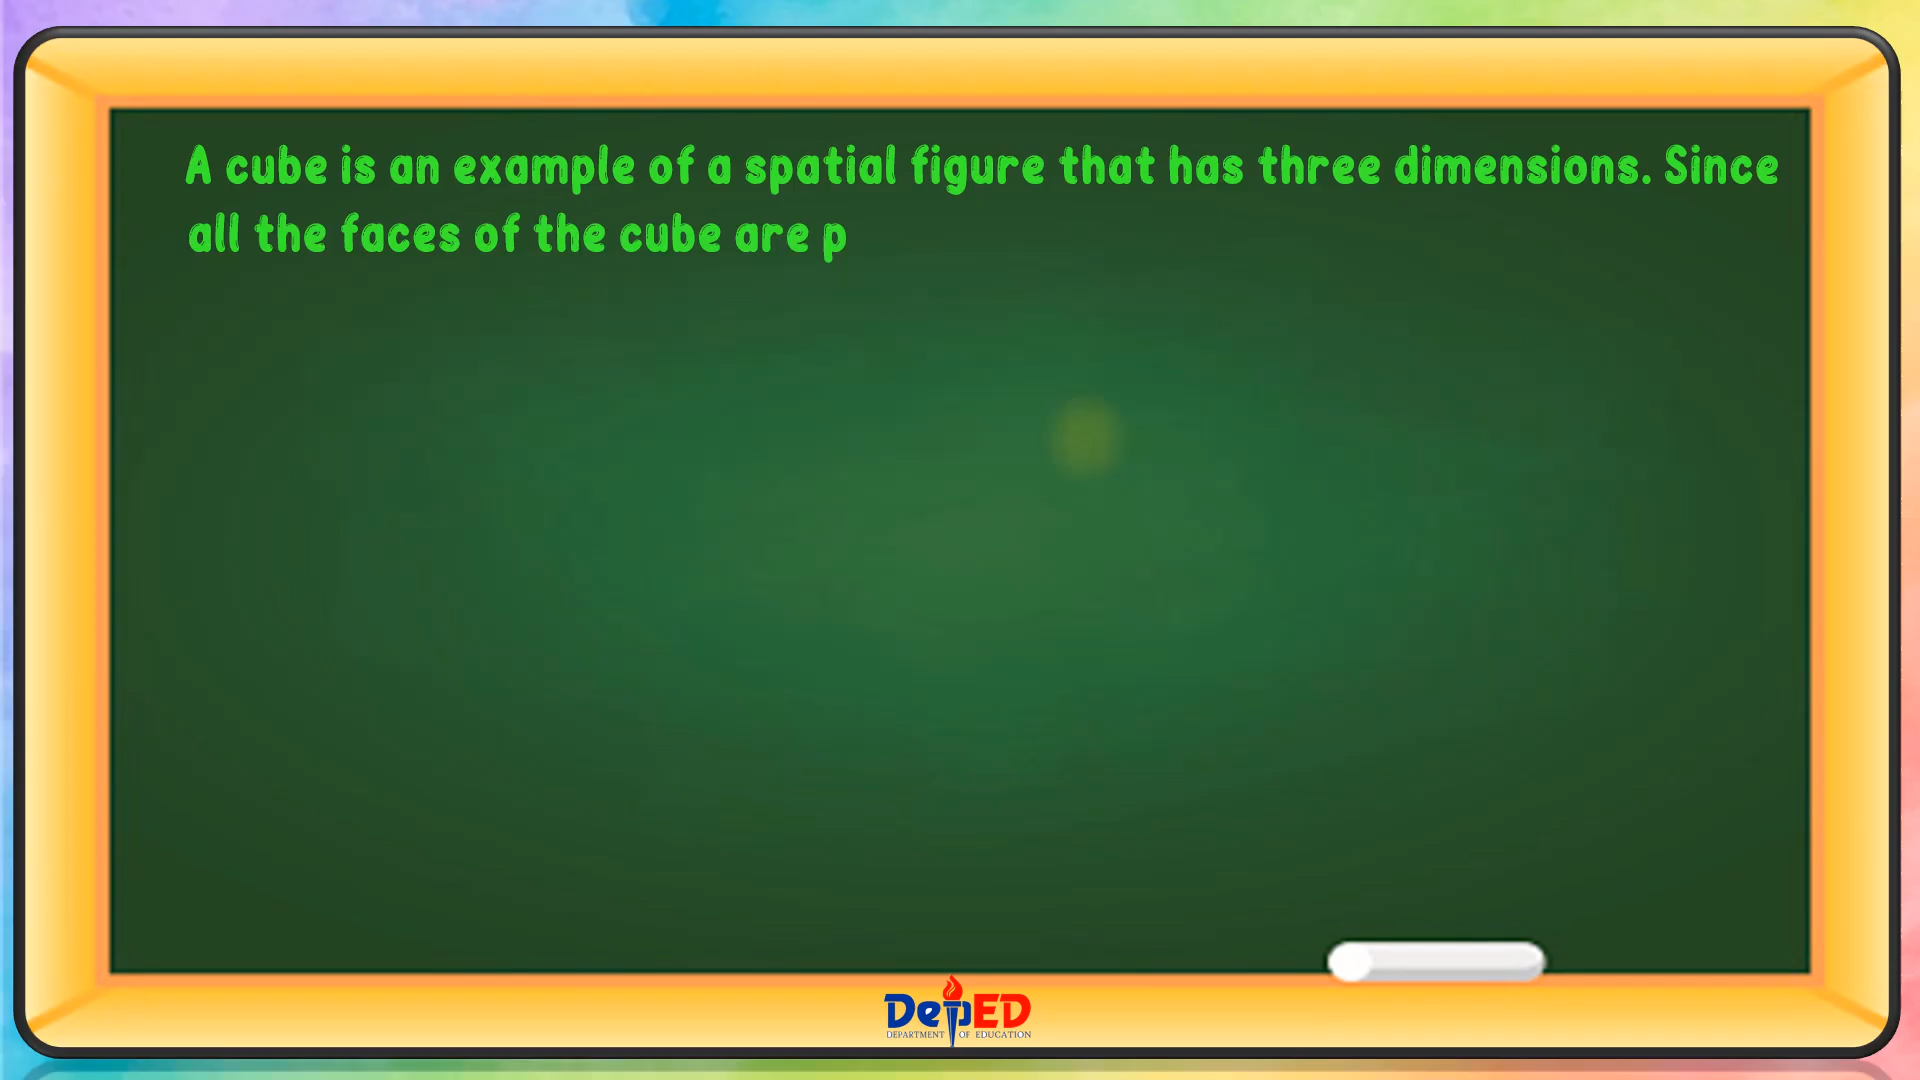 A cube is an example of a spatial figure that has three dimensions. Since
all the faces of the cube are p
DepED
DEPARTMENT OF EDUCATION